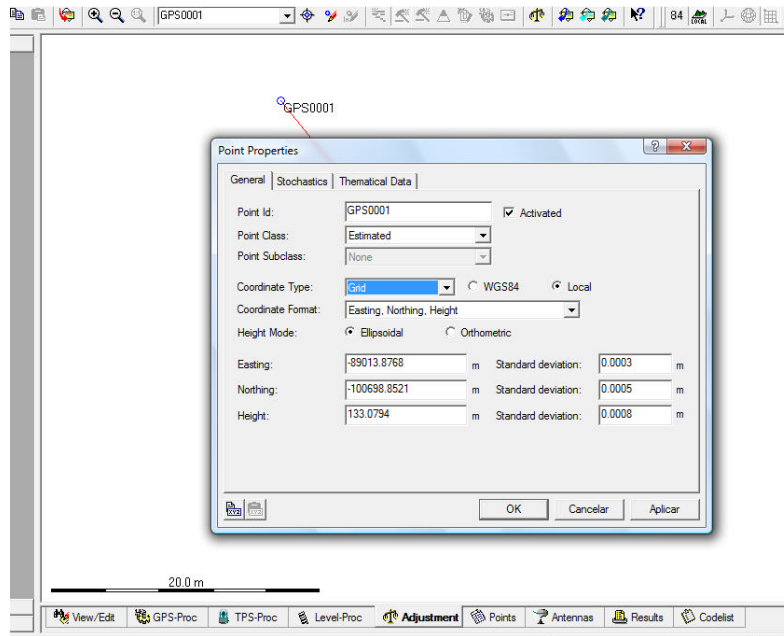 GPS0001 84 LOCAL
GPS0001
Point Properties
General Stochastics Thematical Data
Point Id: GPS0001 Activated
Point Class: Estimated
Point Subclass: None
Coordinate Type: Grid WGS84 Local
Coordinate Format: Easting, Northing, Height
Height Mode: Ellipsoidal Orthometric
Easting: -89013.8768 m Standard deviation: 0.0003 m
Northing: -100698.8521 m Standard deviation: 0.0005 m
Height: 133.0794 m Standard deviation: 0.0008 m
XYZ XYZ OK Cancelar Aplicar
20.0 m
View/Edit GPS-Proc TPS-Proc Level-Proc Adjustment Points Antennas Results Codelist